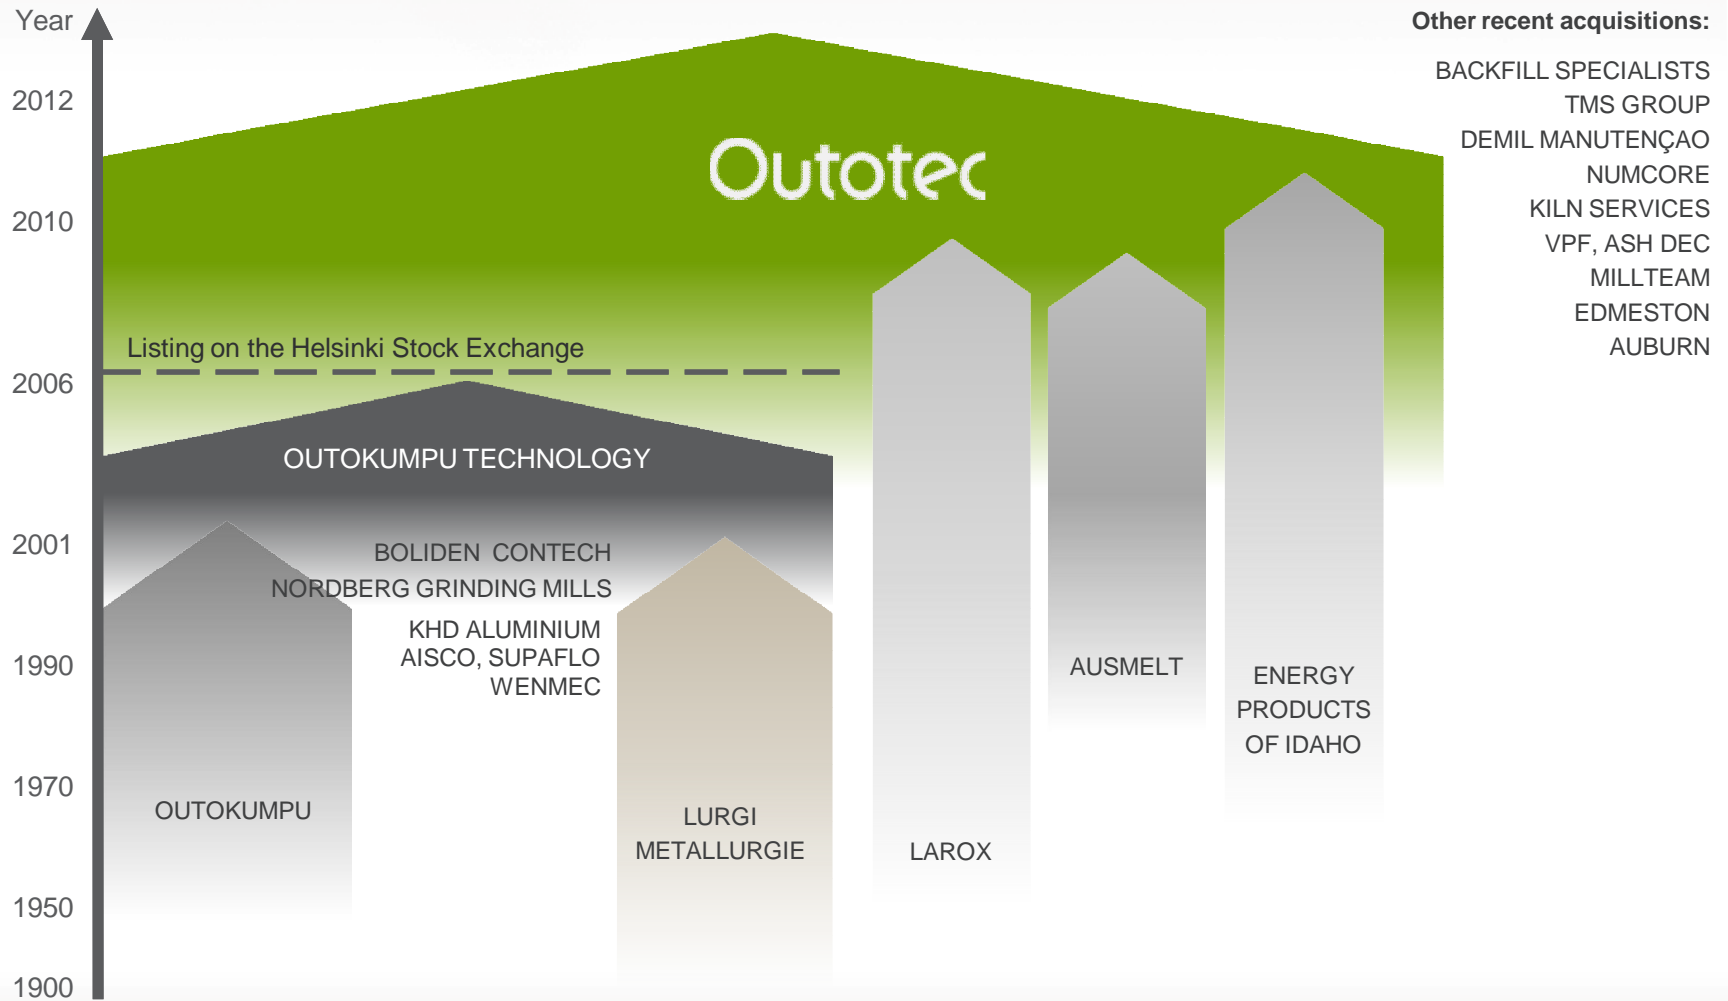 Year
2012
2010
2006
2001
1990
1970
1950
1900
Outotec
Listing on the Helsinki Stock Exchange
OUTOKUMPU TECHNOLOGY
BOLIDEN CONTECH
NORDBERG GRINDING MILLS
KHD ALUMINIUM
AISCO, SUPAFLO
WENMEC
OUTOKUMPU
LURGI
METALLURGIE
LAROX
AUSMELT
ENERGY
PRODUCTS
OF IDAHO
Other recent acquisitions:
BACKFILL SPECIALISTS
TMS GROUP
DEMIL MANUTENÇAO
NUMCORE
KILN SERVICES
VPF, ASH DEC
MILLTEAM
EDMESTON
AUBURN